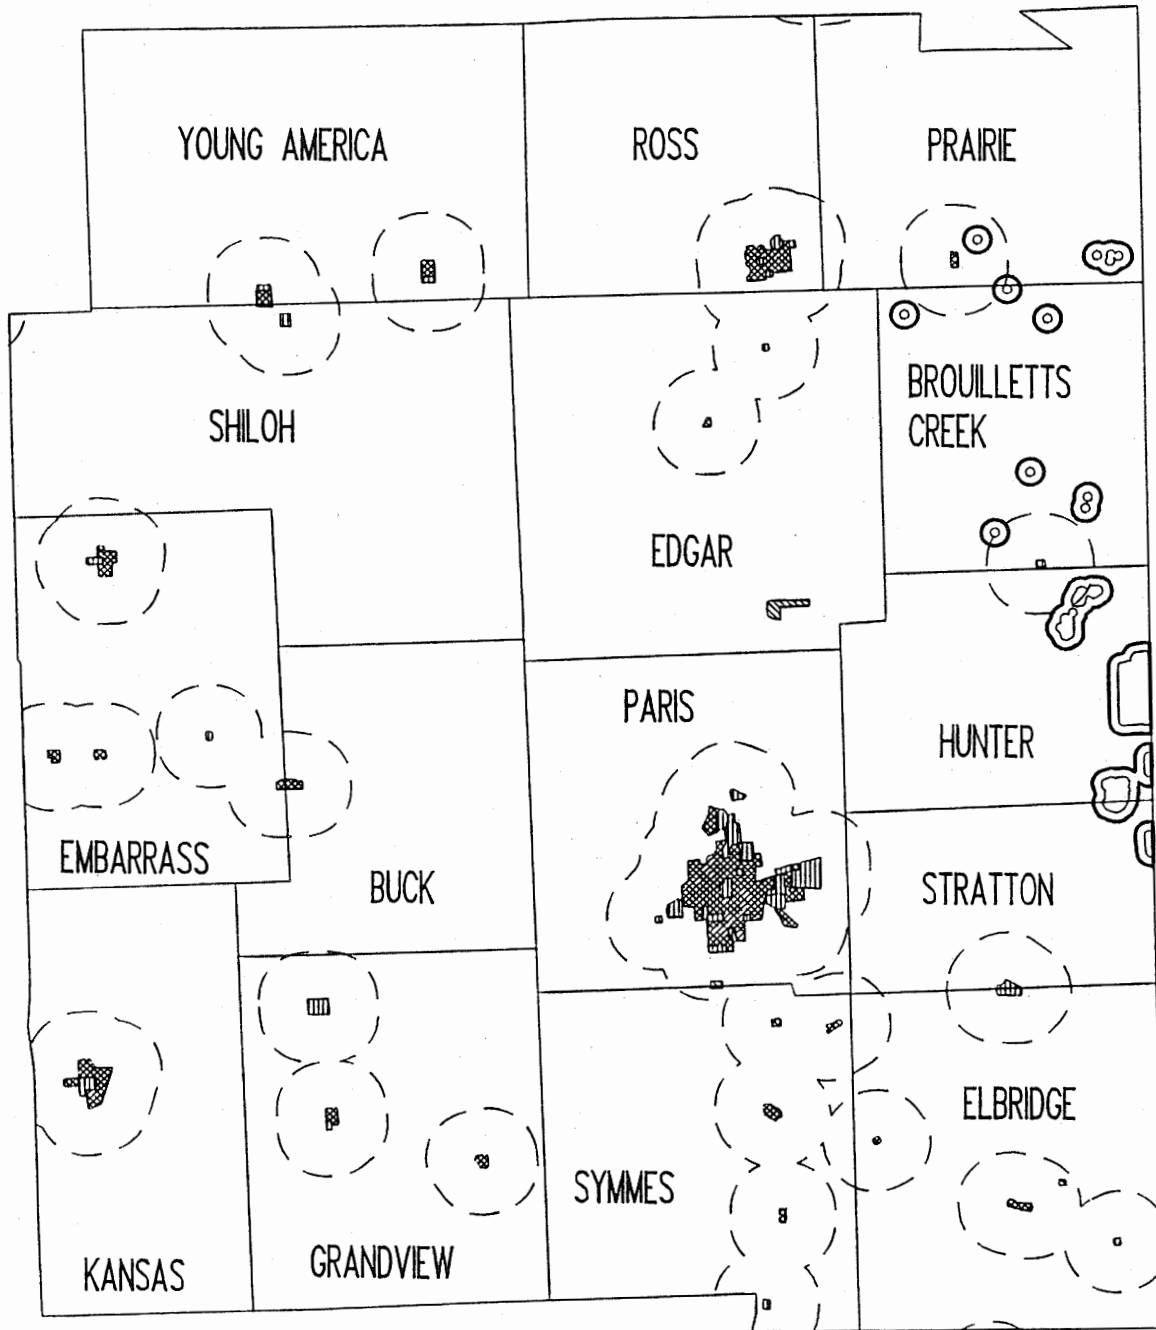 YOUNG AMERICA
ROSS
PRAIRIE
SHILOH
BROUILLETTS
CREEK
EDGAR
PARIS
HUNTER
EMBARRASS
BUCK
STRATTON
ELBRIDGE
SYMMES
GRANDVIEW
KANSAS